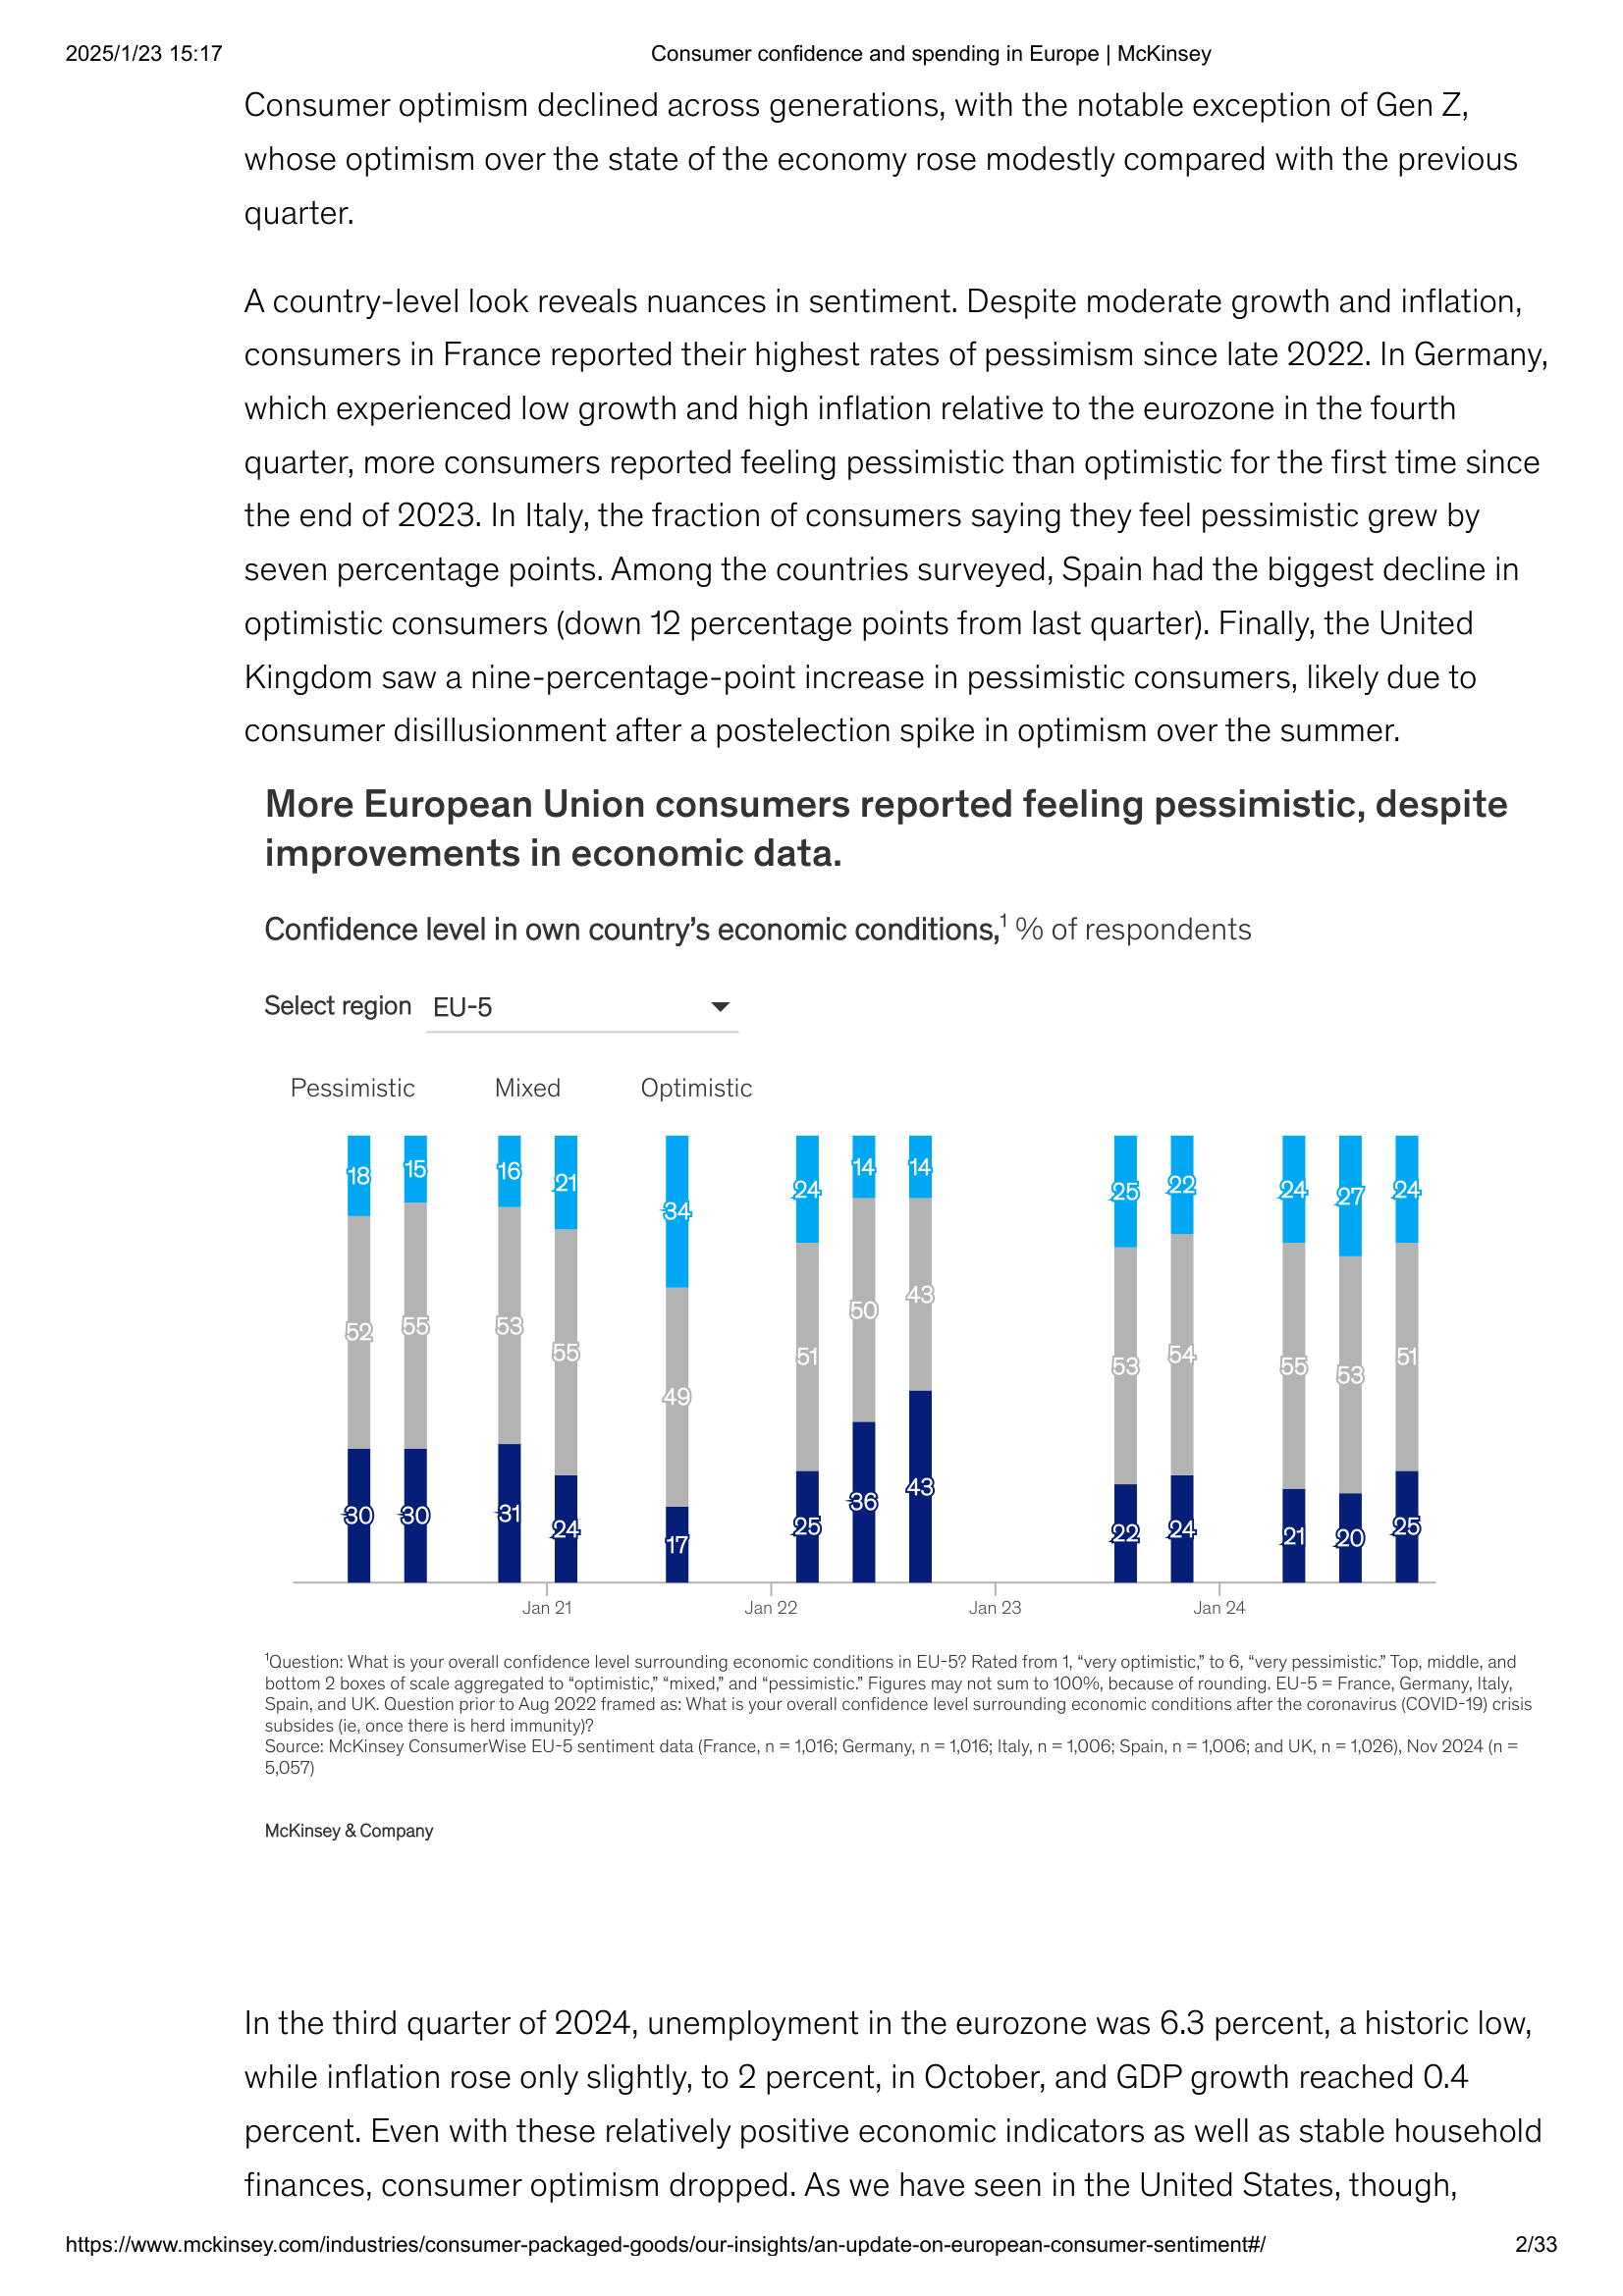 2025/1/23 15:17
Consumer confidence and spending in Europe | McKinsey
Consumer optimism declined across generations, with the notable exception of Gen Z,
whose optimism over the state of the economy rose modestly compared with the previous
quarter.
A country-level look reveals nuances in sentiment. Despite moderate growth and inflation,
consumers in France reported their highest rates of pessimism since late 2022. In Germany,
which experienced low growth and high inflation relative to the eurozone in the fourth
quarter, more consumers reported feeling pessimistic than optimistic for the first time since
the end of 2023. In Italy, the fraction of consumers saying they feel pessimistic grew by
seven percentage points. Among the countries surveyed, Spain had the biggest decline in
optimistic consumers (down 12 percentage points from last quarter). Finally, the United
Kingdom saw a nine-percentage-point increase in pessimistic consumers, likely due to
consumer disillusionment after a postelection spike in optimism over the summer.
More European Union consumers reported feeling pessimistic, despite
improvements in economic data.
Confidence level in own country’s economic conditions,¹ % of respondents
Select region EU-5
Pessimistic Mixed Optimistic
18 15 16 21 34 24 14 14 25 22 24 27 24
52 55 53 55 49 51 50 43 53 54 55 53 51
30 30 31 24 17 25 36 43 22 24 21 20 25
Jan 21 Jan 22 Jan 23 Jan 24
¹Question: What is your overall confidence level surrounding economic conditions in EU-5? Rated from 1, “very optimistic,” to 6, “very pessimistic.” Top, middle, and
bottom 2 boxes of scale aggregated to “optimistic,” “mixed,” and “pessimistic.” Figures may not sum to 100%, because of rounding. EU-5 = France, Germany, Italy,
Spain, and UK. Question prior to Aug 2022 framed as: What is your overall confidence level surrounding economic conditions after the coronavirus (COVID-19) crisis
subsides (ie, once there is herd immunity)?
Source: McKinsey ConsumerWise EU-5 sentiment data (France, n = 1,016; Germany, n = 1,016; Italy, n = 1,006; Spain, n = 1,006; and UK, n = 1,026), Nov 2024 (n =
5,057)
McKinsey & Company
In the third quarter of 2024, unemployment in the eurozone was 6.3 percent, a historic low,
while inflation rose only slightly, to 2 percent, in October, and GDP growth reached 0.4
percent. Even with these relatively positive economic indicators as well as stable household
finances, consumer optimism dropped. As we have seen in the United States, though,
https://www.mckinsey.com/industries/consumer-packaged-goods/our-insights/an-update-on-european-consumer-sentiment#/
2/33